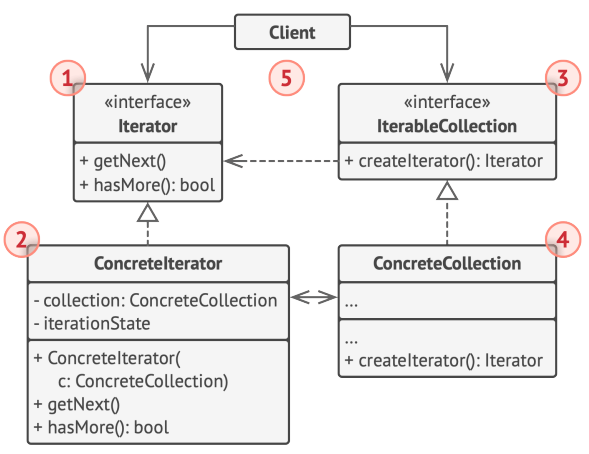 Client
1
5
3
«interface»
Iterator
+ getNext()
+ hasMore(): bool
«interface»
IterableCollection
+ createIterator(): Iterator
2
ConcreteIterator
- collection: ConcreteCollection
- iterationState
+ ConcreteIterator(
c: ConcreteCollection)
+ getNext()
+ hasMore(): bool
4
ConcreteCollection
...
...
+ createIterator(): Iterator